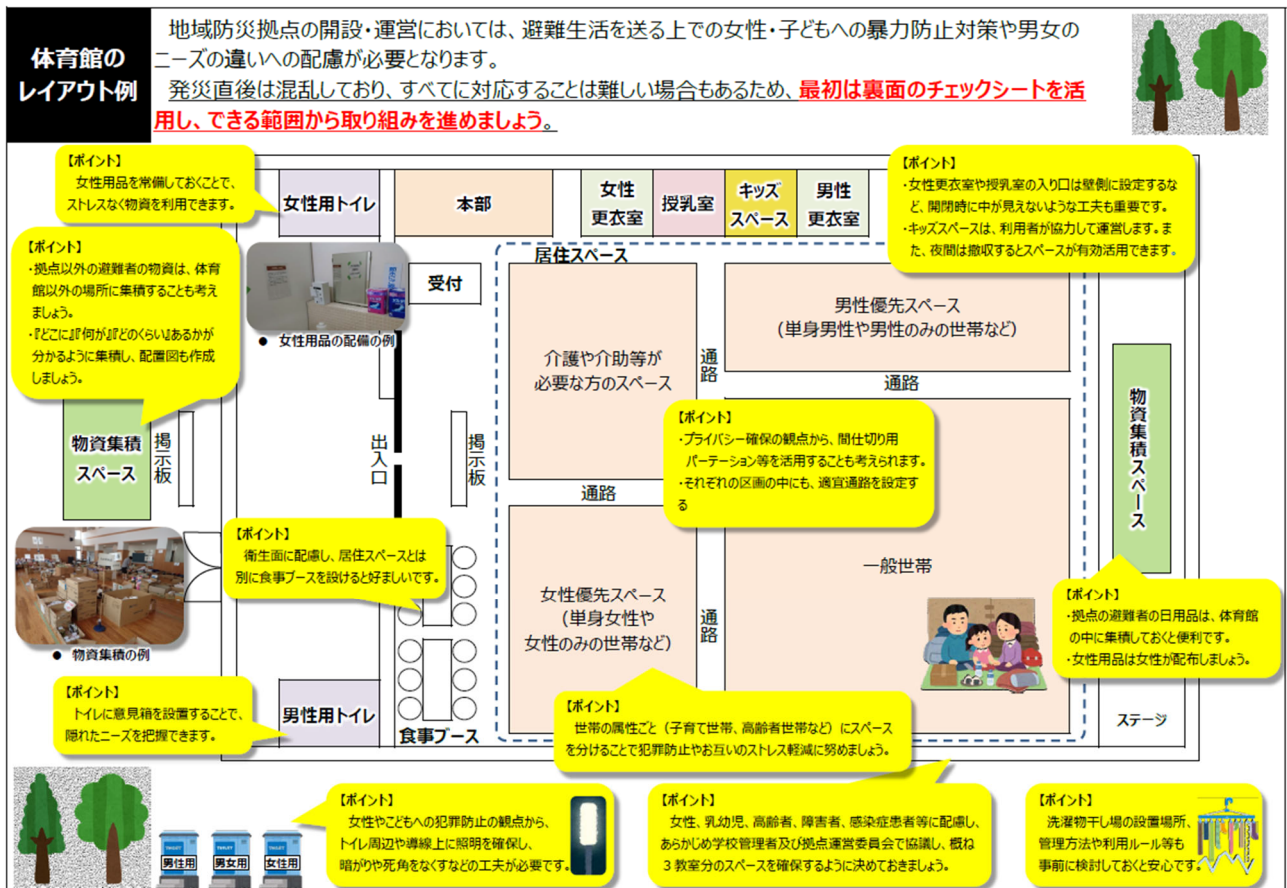 体育館の
レイアウト例
地域防災拠点の開設・運営においては、避難生活を送る上での女性・子どもへの暴力防止対策や男女の
ニーズの違いへの配慮が必要となります。
発災直後は混乱しており、すべてに対応することは難しい場合もあるため、最初は裏面のチェックシートを活
用し、できる範囲から取り組みを進めましょう。
【ポイント】
女性用品を常備しておくことで、
ストレスなく物資を利用できます。
女性用トイレ
本部
女性
更衣室
授乳室
キッズ
スペース
男性
更衣室
【ポイント】
・女性更衣室や授乳室の入り口は壁側に設定するな
ど、開閉時に中が見えないような工夫も重要です。
・キッズスペースは、利用者が協力して運営します。ま
た、夜間は撤収するとスペースが有効活用できます。
【ポイント】
・拠点以外の避難者の物資は、体育
館以外の場所に集積することも考え
ましょう。
・『どこに』『何が』『どのくらい』あるかが
分かるように集積し、配置図も作成
しましょう。
● 女性用品の配備の例
受付
居住スペース
介護や介助等が
必要な方のスペース
通路
男性優先スペース
（単身男性や男性のみの世帯など）
通路
物資集積スペース
物資集積
スペース
掲示板
出入口
掲示板
【ポイント】
・プライバシー確保の観点から、間仕切り用
パーテーション等を活用することも考えられます。
・それぞれの区画の中にも、適宜通路を設定す
る
通路
● 物資集積の例
【ポイント】
衛生面に配慮し、居住スペースとは
別に食事ブースを設けると好ましいです。
女性優先スペース
（単身女性や
女性のみの世帯など）
通路
一般世帯
【ポイント】
・拠点の避難者の日用品は、体育館
の中に集積しておくと便利です。
・女性用品は女性が配布しましょう。
【ポイント】
トイレに意見箱を設置することで、
隠れたニーズを把握できます。
男性用トイレ
食事ブース
【ポイント】
世帯の属性ごと（子育て世帯、高齢者世帯など）にスペース
を分けることで犯罪防止やお互いのストレス軽減に努めましょう。
ステージ
TOILET
男性用
TOILET
男女用
TOILET
女性用
【ポイント】
女性やこどもへの犯罪防止の観点から、
トイレ周辺や導線上に照明を確保し、
暗がりや死角をなくすなどの工夫が必要です。
【ポイント】
女性、乳幼児、高齢者、障害者、感染症患者等に配慮し、
あらかじめ学校管理者及び拠点運営委員会で協議し、概ね
３教室分のスペースを確保するように決めておきましょう。
【ポイント】
洗濯物干し場の設置場所、
管理方法や利用ルール等も
事前に検討しておくと安心です。